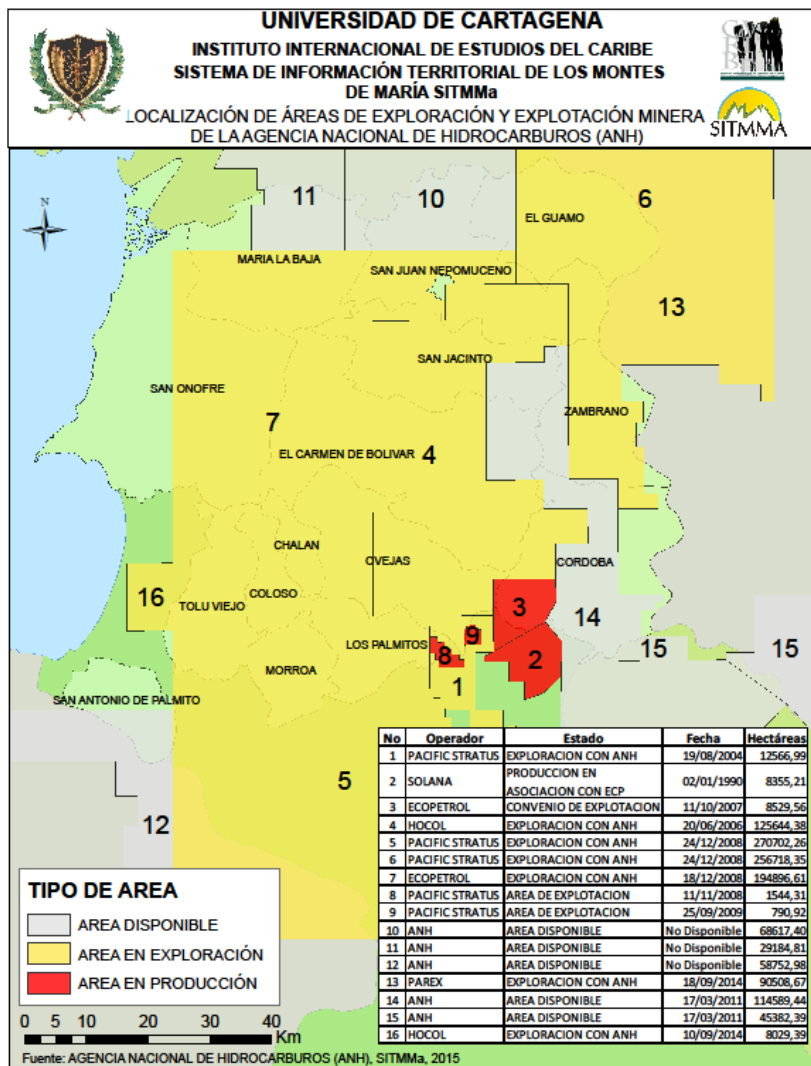 UNIVERSIDAD DE CARTAGENA
INSTITUTO INTERNACIONAL DE ESTUDIOS DEL CARIBE
SISTEMA DE INFORMACIÓN TERRITORIAL DE LOS MONTES
DE MARÍA SITMMa
LOCALIZACIÓN DE ÁREAS DE EXPLORACIÓN Y EXPLOTACIÓN MINERA
DE LA AGENCIA NACIONAL DE HIDROCARBUROS (ANH)
SITMMA
N
11
10
6
EL GUAMO
MARIA LA BAJA
SAN JUAN NEPOMUCENO
13
SAN JACINTO
SAN ONOFRE
7
ZAMBRANO
EL CARMEN DE BOLIVAR
4
CHALAN
OVEJAS
CORDOBA
16
TOLU VIEJO
COLOSO
3
14
LOS PALMITOS
9
8
2
15
15
MORROA
1
SAN ANTONIO DE PALMITO
5
12
No Operador Estado Fecha Hectáreas
1 PACIFIC STRATUS EXPLORACION CON ANH 19/08/2004 12566,99
2 SOLANA PRODUCCION EN ASOCIACION CON ECP 02/01/1990 8355,21
3 ECOPETROL CONVENIO DE EXPLOTACION 11/10/2007 8529,56
4 HOCOL EXPLORACION CON ANH 20/06/2006 125644,38
5 PACIFIC STRATUS EXPLORACION CON ANH 24/12/2008 270702,26
6 PACIFIC STRATUS EXPLORACION CON ANH 24/12/2008 256718,35
7 ECOPETROL EXPLORACION CON ANH 18/12/2008 194896,61
8 PACIFIC STRATUS AREA DE EXPLOTACION 11/11/2008 1544,31
9 PACIFIC STRATUS AREA DE EXPLOTACION 25/09/2009 790,92
10 ANH AREA DISPONIBLE No Disponible 68617,40
11 ANH AREA DISPONIBLE No Disponible 29184,81
12 ANH AREA DISPONIBLE No Disponible 58752,98
13 PAREX EXPLORACION CON ANH 18/09/2014 90508,67
14 ANH AREA DISPONIBLE 17/03/2011 114589,44
15 ANH AREA DISPONIBLE 17/03/2011 45382,39
16 HOCOL EXPLORACION CON ANH 10/09/2014 8029,39
TIPO DE AREA
AREA DISPONIBLE
AREA EN EXPLORACIÓN
AREA EN PRODUCCIÓN
0 5 10 20 30 40
Km
Fuente: AGENCIA NACIONAL DE HIDROCARBUROS (ANH), SITMMa, 2015